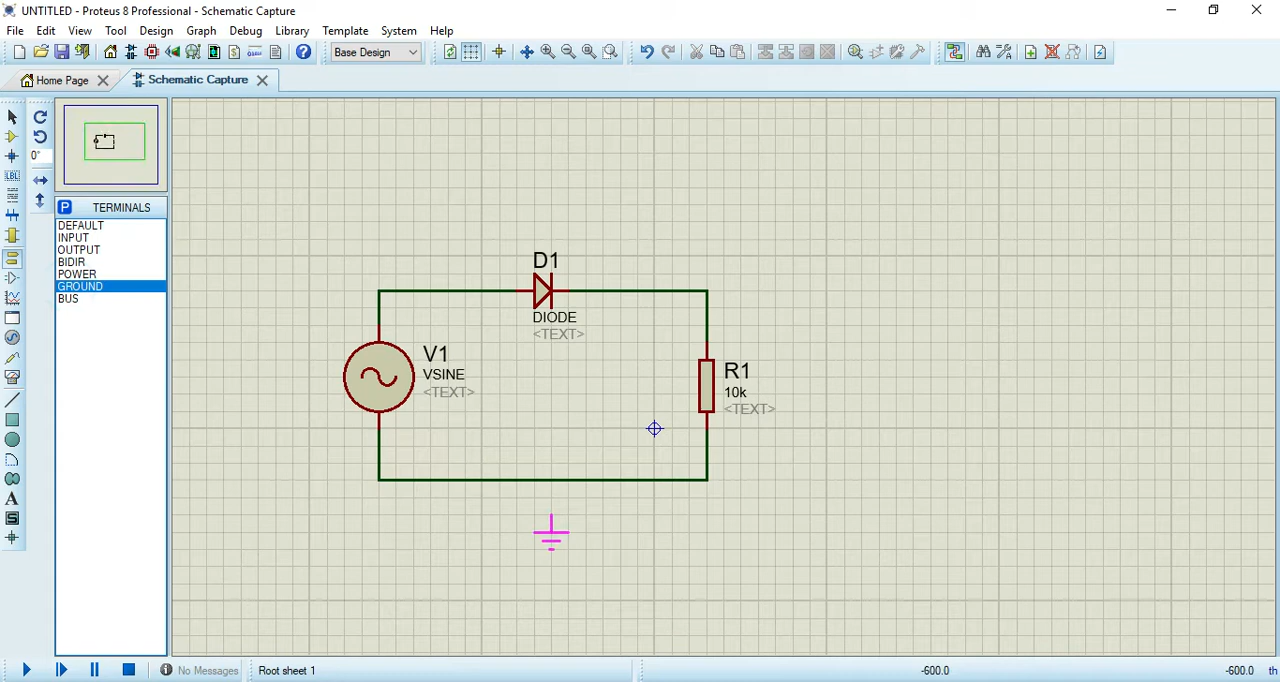 UNTITLED - Proteus 8 Professional - Schematic Capture
File Edit View Tool Design Graph Debug Library Template System Help
Base Design
Home Page
Schematic Capture
LBL
0°
P TERMINALS
DEFAULT
INPUT
OUTPUT
BIDIR
POWER
GROUND
BUS
A
S
D1
DIODE
<TEXT>
V1
VSINE
<TEXT>
R1
10k
<TEXT>
No Messages
Root sheet 1
-600.0
-600.0
th